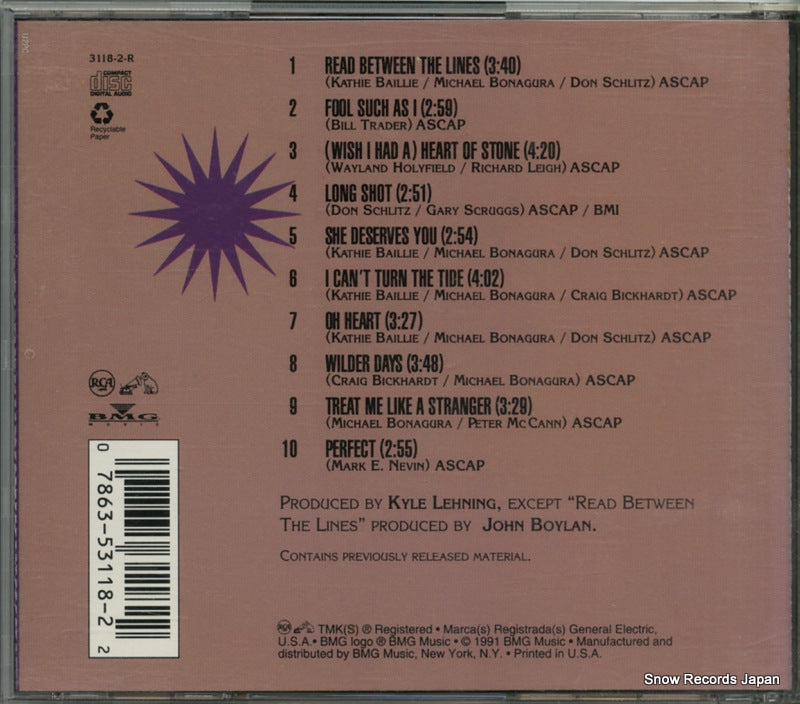 3118-2-R
COMPACT
disc
DIGITAL AUDIO
Recyclable
Paper
1 READ BETWEEN THE LINES (3:40)
(KATHIE BAILLIE / MICHAEL BONAGURA / DON SCHLITZ) ASCAP
2 FOOL SUCH AS I (2:59)
(BILL TRADER) ASCAP
3 (WISH I HAD A) HEART OF STONE (4:20)
(WAYLAND HOLYFIELD / RICHARD LEIGH) ASCAP
4 LONG SHOT (2:51)
(DON SCHLITZ / GARY SCRUGGS) ASCAP / BMI
5 SHE DESERVES YOU (2:54)
(KATHIE BAILLIE / MICHAEL BONAGURA / DON SCHLITZ) ASCAP
6 I CAN'T TURN THE TIDE (4:02)
(KATHIE BAILLIE / MICHAEL BONAGURA / CRAIG BICKHARDT) ASCAP
7 OH HEART (3:27)
(KATHIE BAILLIE / MICHAEL BONAGURA / DON SCHLITZ) ASCAP
8 WILDER DAYS (3:48)
(CRAIG BICKHARDT / MICHAEL BONAGURA) ASCAP
9 TREAT ME LIKE A STRANGER (3:29)
(MICHAEL BONAGURA / PETER MCCANN) ASCAP
10 PERFECT (2:55)
(MARK E. NEVIN) ASCAP
RCA
BMG
MUSIC
0 7863-53118-2 2
PRODUCED BY KYLE LEHNING, EXCEPT "READ BETWEEN
THE LINES" PRODUCED BY JOHN BOYLAN.
CONTAINS PREVIOUSLY RELEASED MATERIAL.
RCA TMK(S) ® Registered • Marca(s) Registrada(s) General Electric,
U.S.A. • BMG logo ® BMG Music • © 1991 BMG Music • Manufactured and
distributed by BMG Music, New York, N.Y. • Printed in U.S.A.
Snow Records Japan